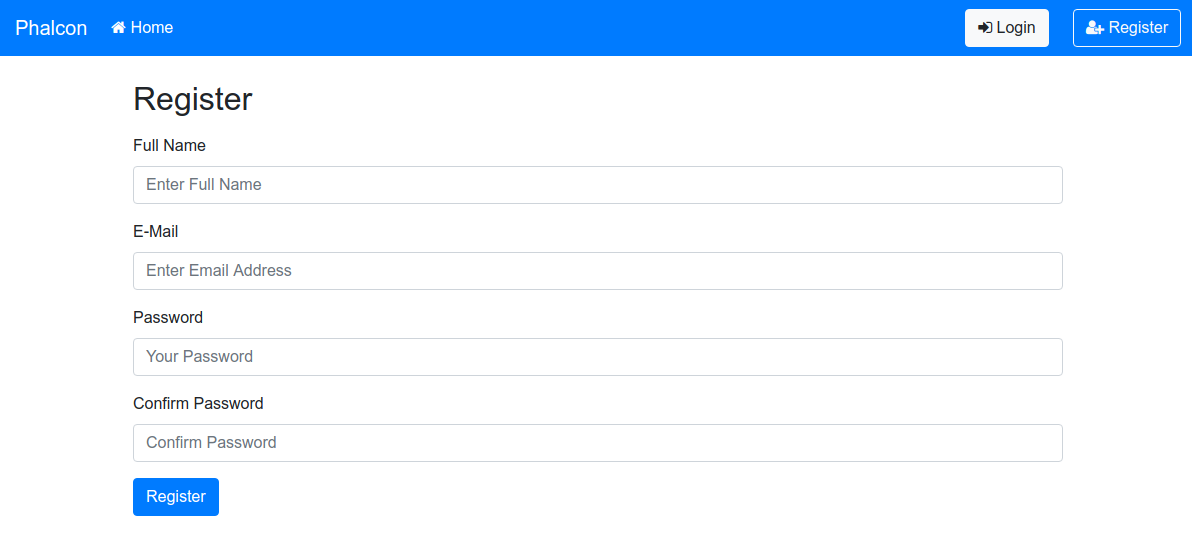 Phalcon Home Login Register
Register
Full Name
Enter Full Name
E-Mail
Enter Email Address
Password
Your Password
Confirm Password
Confirm Password
Register